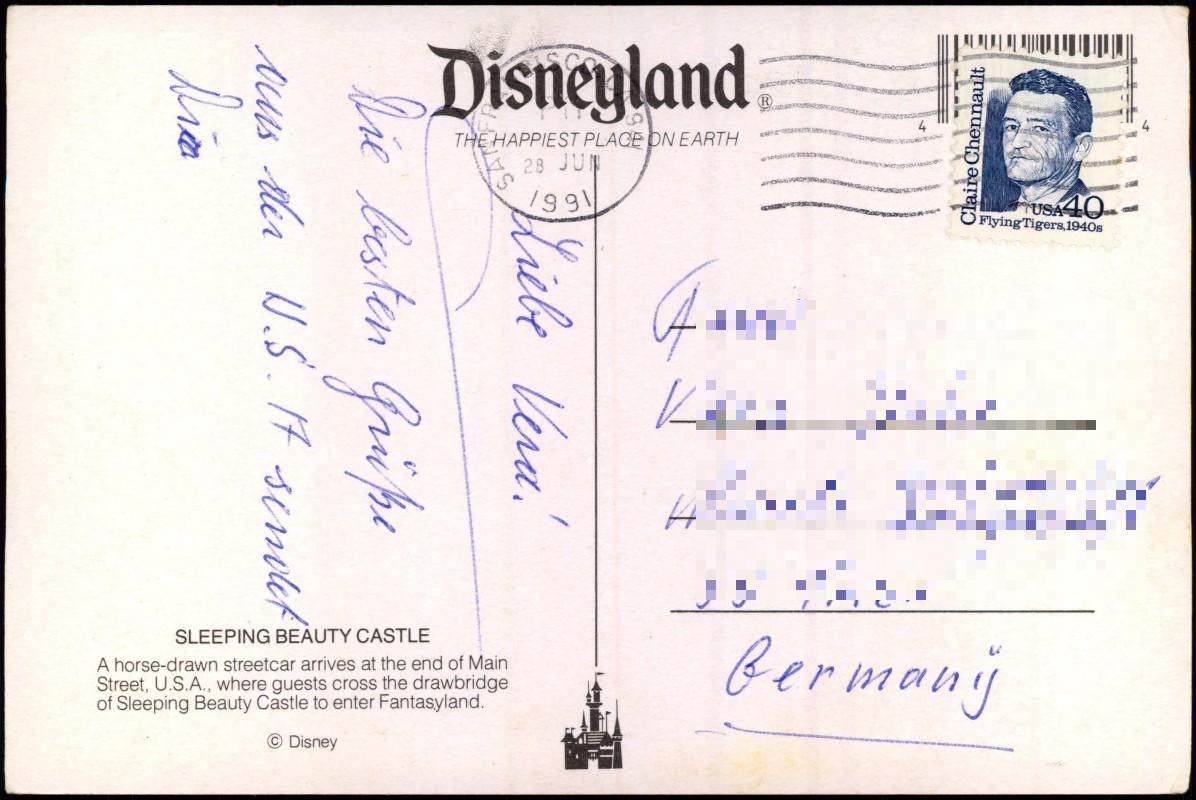 Disneyland®
THE HAPPIEST PLACE ON EARTH
28 JUN
1991
4
4
Claire Chennault
USA 40
Flying Tigers, 1940s
Liebe Vera!
Die besten Grüße
aus den U.S.A sendet
Germany
SLEEPING BEAUTY CASTLE
A horse-drawn streetcar arrives at the end of Main
Street, U.S.A., where guests cross the drawbridge
of Sleeping Beauty Castle to enter Fantasyland.
© Disney